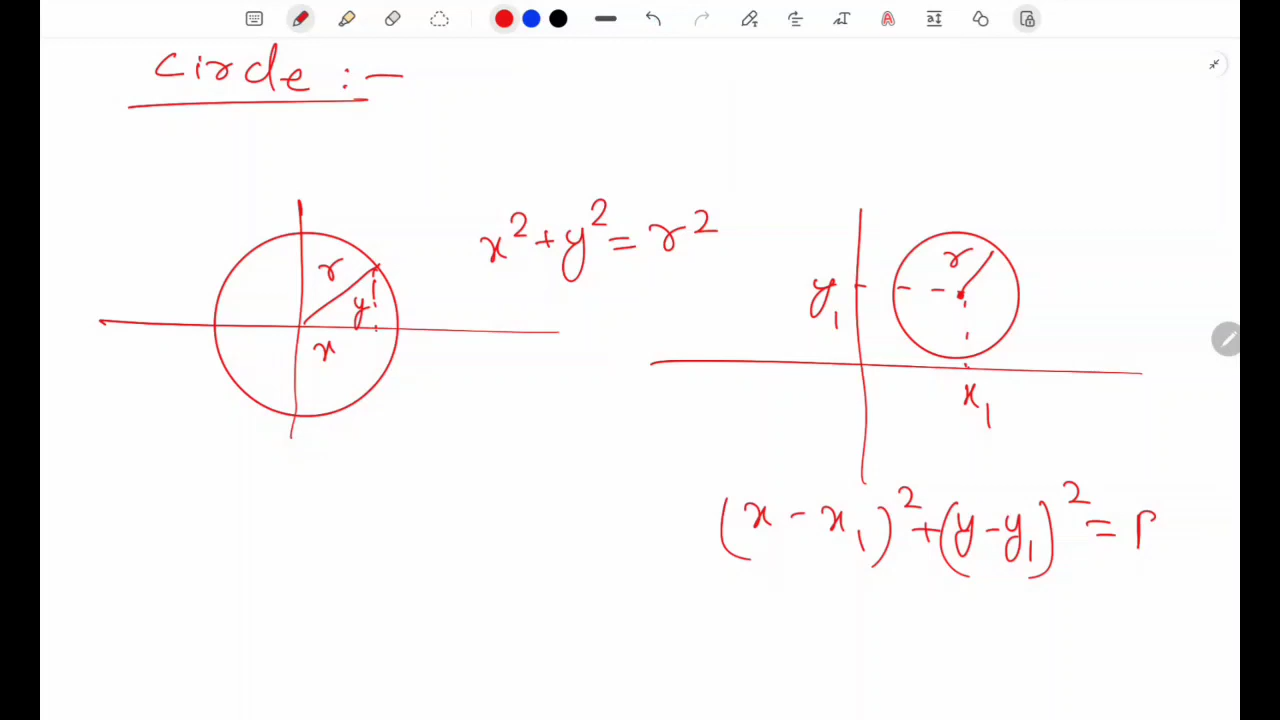 circle :-
x² + y² = r²
r
y
x
r
y₁
x₁
(x - x₁)² + (y - y₁)² = r